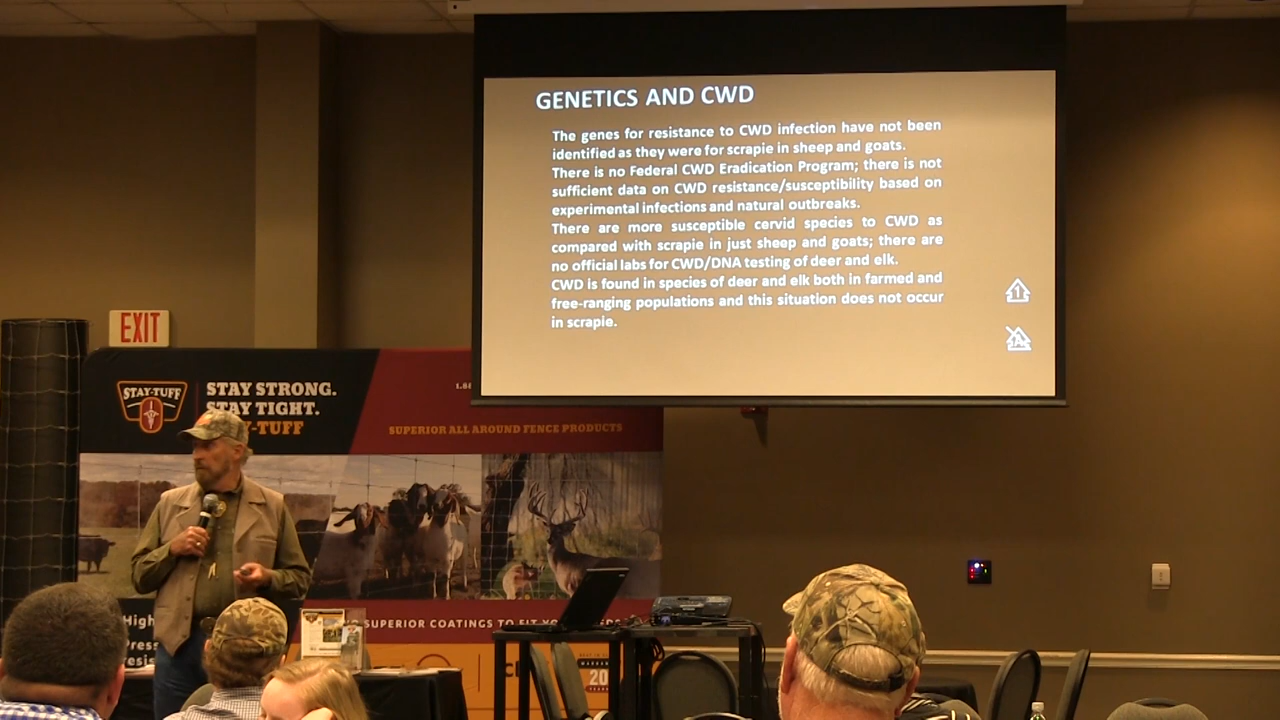 GENETICS AND CWD
The genes for resistance to CWD infection have not been
identified as they were for scrapie in sheep and goats.
There is no Federal CWD Eradication Program; there is not
sufficient data on CWD resistance/susceptibility based on
experimental infections and natural outbreaks.
There are more susceptible cervid species to CWD as
compared with scrapie in just sheep and goats; there are
no official labs for CWD/DNA testing of deer and elk.
CWD is found in species of deer and elk both in farmed and
free-ranging populations and this situation does not occur
in scrapie.
1
A
EXIT
STAY-TUFF
STAY STRONG.
STAY TIGHT.
Y-TUFF
SUPERIOR ALL AROUND FENCE PRODUCTS
High
SUPERIOR COATINGS TO FIT
20